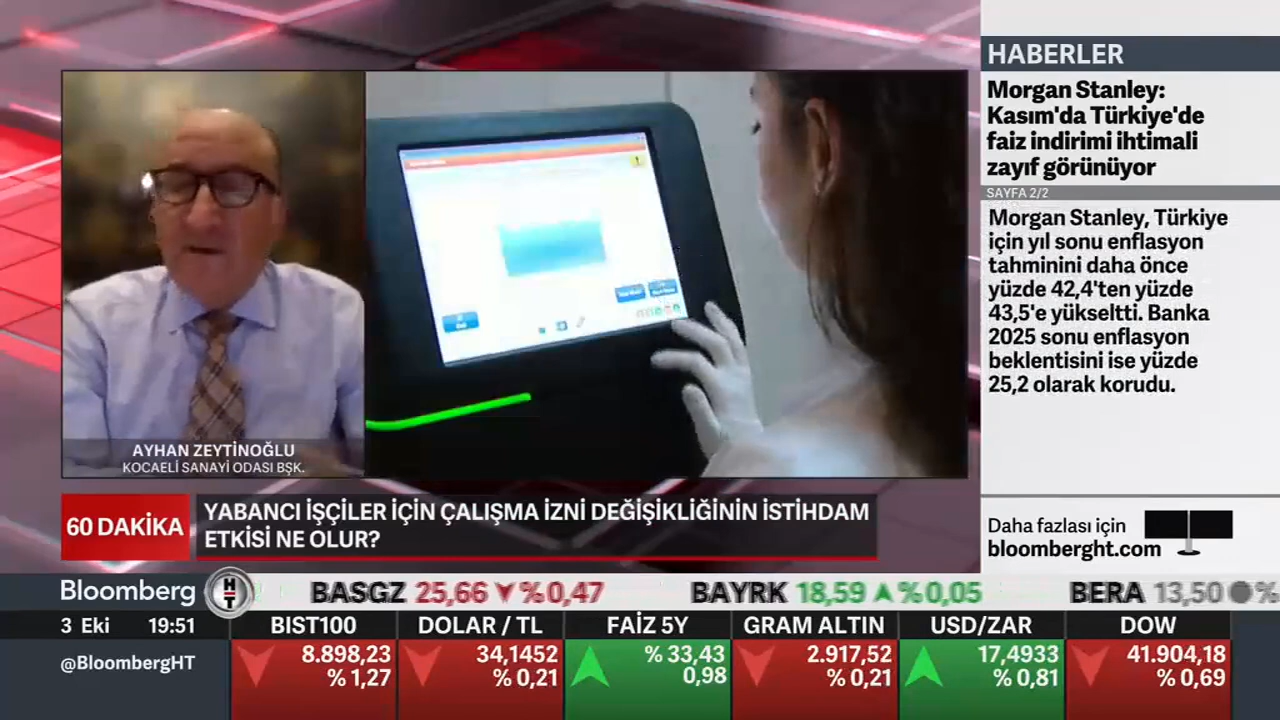 HABERLER
Morgan Stanley:
Kasım'da Türkiye'de
faiz indirimi ihtimali
zayıf görünüyor
SAYFA 2/2
Morgan Stanley, Türkiye
için yıl sonu enflasyon
tahminini daha önce
yüzde 42,4'ten yüzde
43,5'e yükseltti. Banka
2025 sonu enflasyon
beklentisini ise yüzde
25,2 olarak korudu.
Daha fazlası için
bloomberght.com
AYHAN ZEYTİNOĞLU
KOCAELİ SANAYİ ODASI BŞK.
60 DAKİKA
YABANCI İŞÇİLER İÇİN ÇALIŞMA İZNİ DEĞİŞİKLİĞİNİN İSTİHDAM
ETKİSİ NE OLUR?
Bloomberg HT
BASGZ 25,66 %0,47 BAYRK 18,59 %0,05 BERA 13,50 %
3 Eki 19:51
@BloombergHT
BIST100 DOLAR / TL FAİZ 5Y GRAM ALTIN USD/ZAR DOW
8.898,23 34,1452 % 33,43 2.917,52 17,4933 41.904,18
% 1,27 % 0,21 0,98 % 0,21 % 0,81 % 0,69